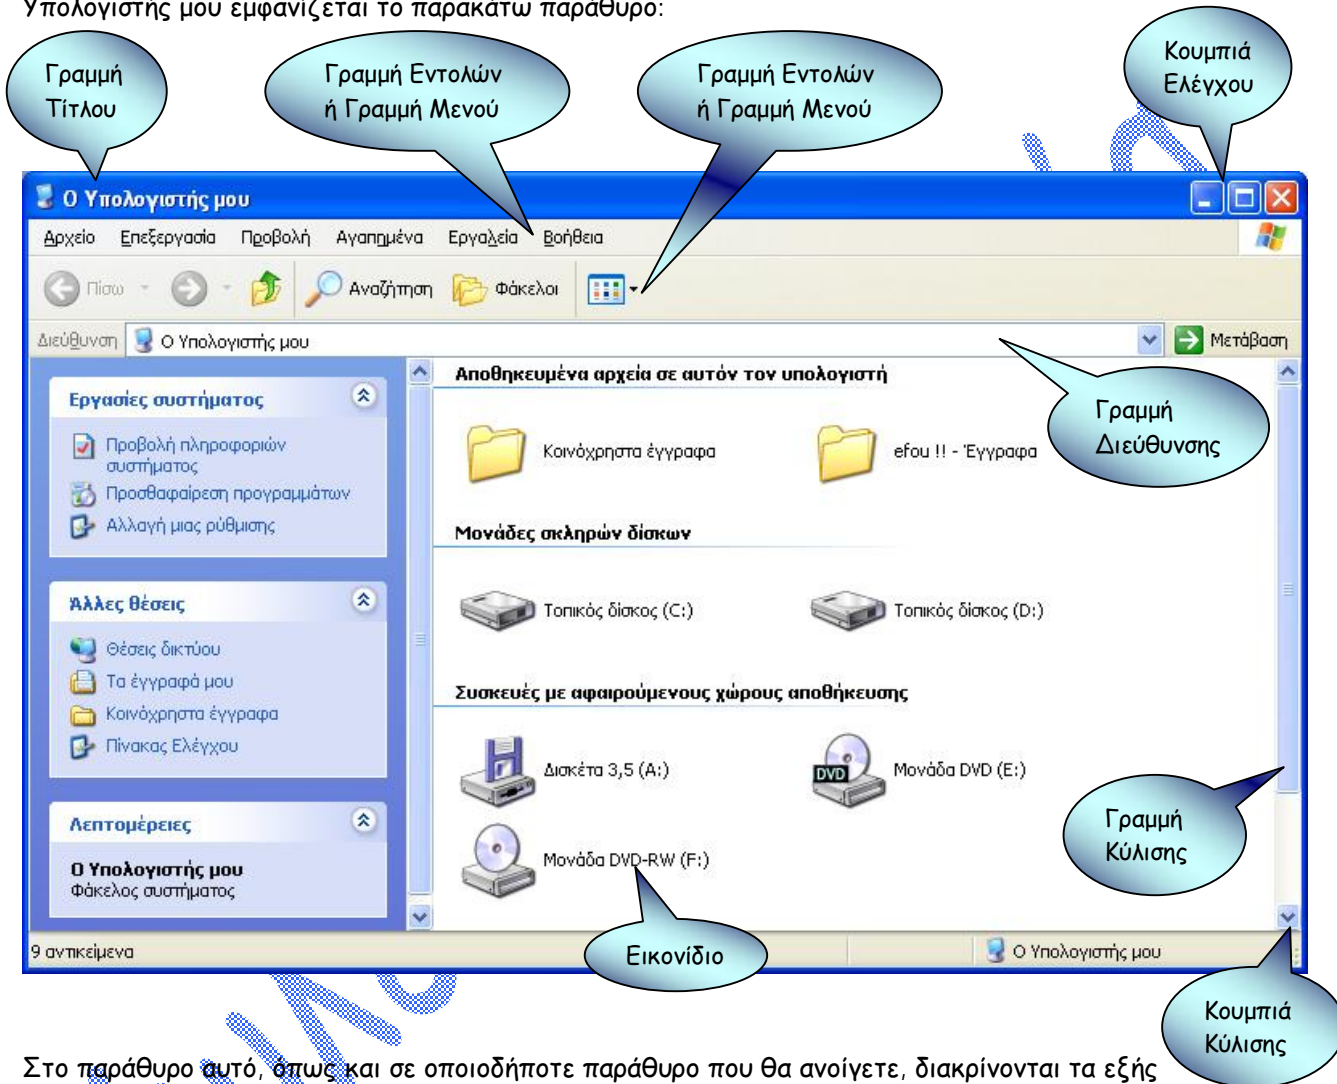 Υπολογιστής μου εμφανίζεται το παρακάτω παράθυρο:
Γραμμή
Τίτλου
Γραμμή Εντολών
ή Γραμμή Μενού
Γραμμή Εντολών
ή Γραμμή Μενού
Κουμπιά
Ελέγχου
Ο Υπολογιστής μου
Αρχείο Επεξεργασία Προβολή Αγαπημένα Εργαλεία Βοήθεια
Πίσω Αναζήτηση Φάκελοι
Διεύθυνση Ο Υπολογιστής μου Μετάβαση
Εργασίες συστήματος
Προβολή πληροφοριών
συστήματος
Προσθαφαίρεση προγραμμάτων
Αλλαγή μιας ρύθμισης
Άλλες θέσεις
Θέσεις δικτύου
Τα έγγραφά μου
Κοινόχρηστα έγγραφα
Πίνακας Ελέγχου
Λεπτομέρειες
Ο Υπολογιστής μου
Φάκελος συστήματος
Αποθηκευμένα αρχεία σε αυτόν τον υπολογιστή
Κοινόχρηστα έγγραφα
efou !! - Έγγραφα
Γραμμή
Διεύθυνσης
Μονάδες σκληρών δίσκων
Τοπικός δίσκος (C:)
Τοπικός δίσκος (D:)
Συσκευές με αφαιρούμενους χώρους αποθήκευσης
Δισκέτα 3,5 (A:)
DVD
Μονάδα DVD (E:)
Μονάδα DVD-RW (F:)
Γραμμή
Κύλισης
Εικονίδιο
9 αντικείμενα
Ο Υπολογιστής μου
Κουμπιά
Κύλισης
Στο παράθυρο αυτό, όπως και σε οποιοδήποτε παράθυρο που θα ανοίγετε, διακρίνονται τα εξής